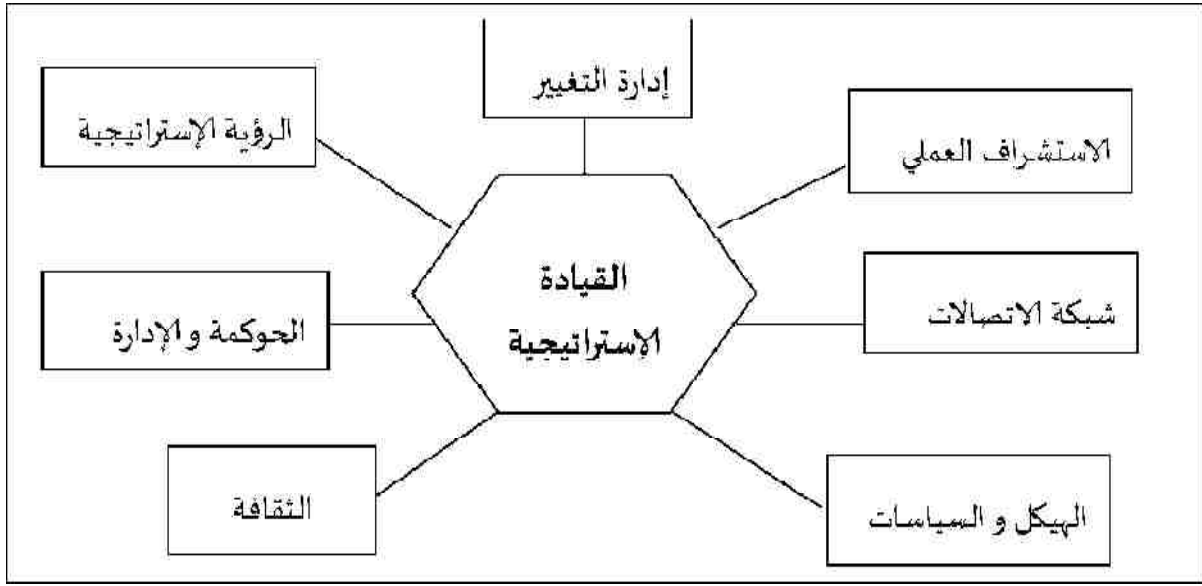 إدارة التغيير
الرؤية الإستراتيجية
الاستشراف العملي
القيادة
الإستراتيجية
الحوكمة و الإدارة
شبكة الاتصالات
الثقافة
الهيكل و السياسات